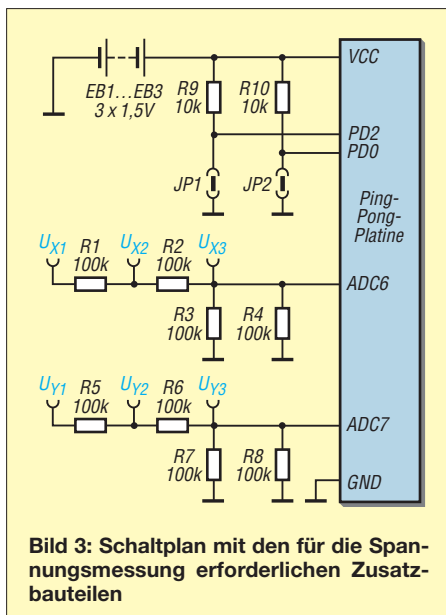 VCC
EB1...EB3
3 x 1,5V
R9
10k
R10
10k
PD2
PD0
JP1
JP2
Ping-
Pong-
Platine
UX1
R1
100k
UX2
R2
100k
UX3
ADC6
R3
100k
R4
100k
UY1
R5
100k
UY2
R6
100k
UY3
ADC7
R7
100k
R8
100k
GND
Bild 3: Schaltplan mit den für die Span-
nungsmessung erforderlichen Zusatz-
bauteilen